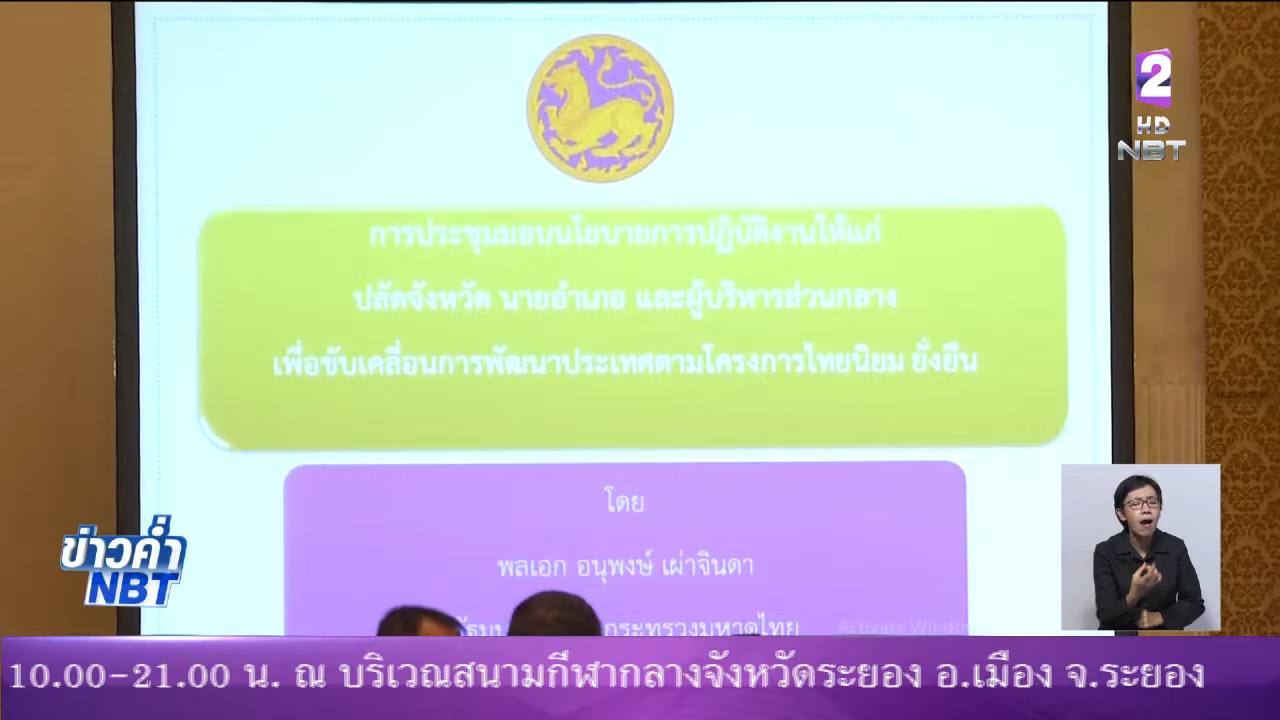 2
HD
NBT
การประชุมมอบนโยบายการปฏิบัติงานให้แก่
ปลัดจังหวัด นายอำเภอ และผู้บริหารส่วนกลาง
เพื่อขับเคลื่อนการพัฒนาประเทศตามโครงการไทยนิยม ยั่งยืน
โดย
พลเอก อนุพงษ์ เผ่าจินดา
กระทรวงมหาดไทย
Activate
ข่าวค่ำ
NBT
10.00-21.00 น. ณ บริเวณสนามกีฬากลางจังหวัดระยอง อ.เมือง จ.ระยอง